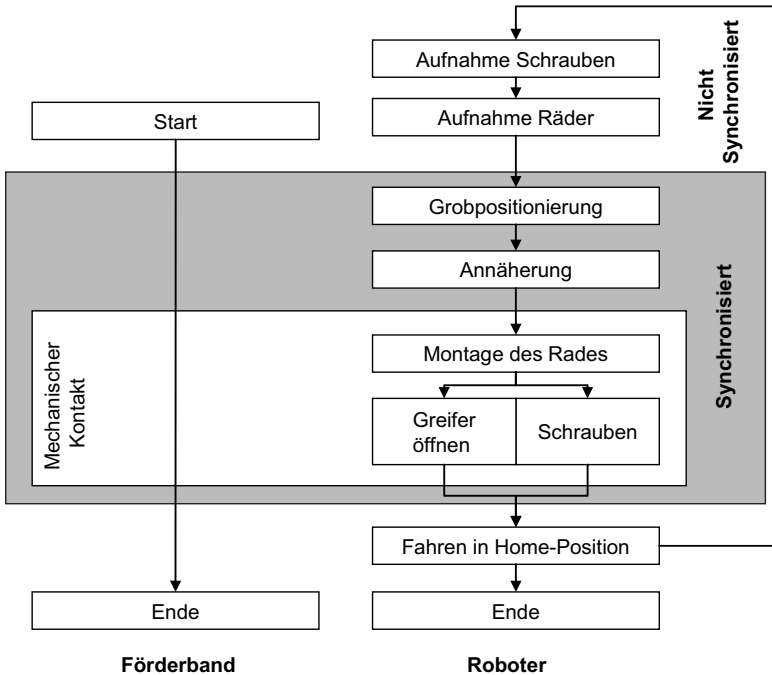 Aufnahme Schrauben
Nicht
Synchronisiert
Start
Aufnahme Räder
Grobpositionierung
Annäherung
Synchronisiert
Mechanischer
Kontakt
Montage des Rades
Greifer
öffnen
Schrauben
Fahren in Home-Position
Ende
Ende
Förderband
Roboter